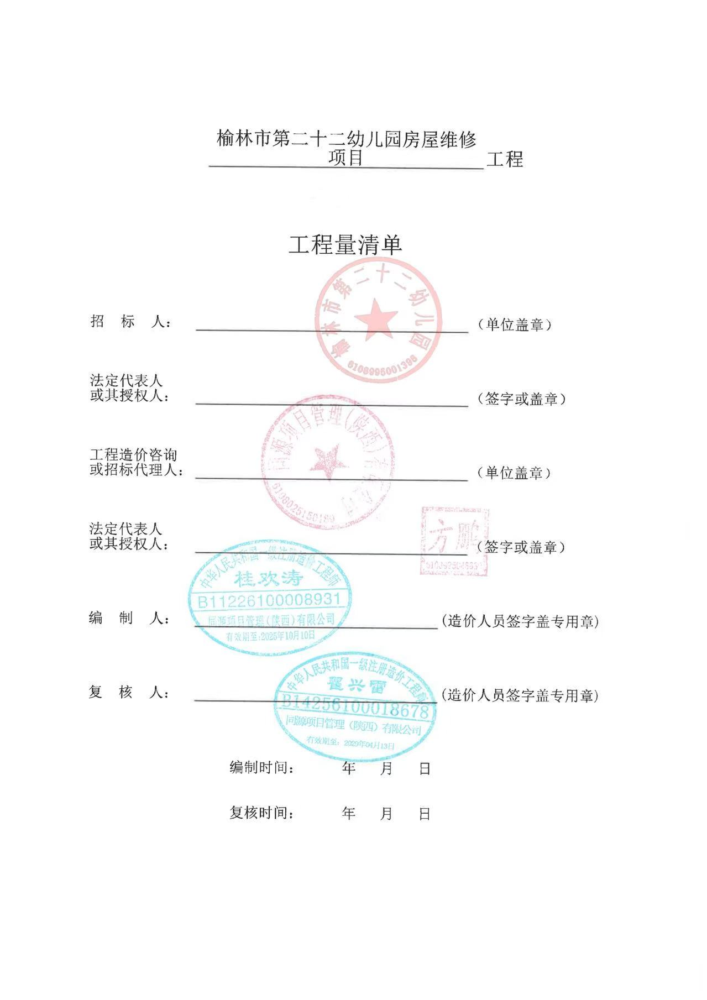 榆林市第二十二幼儿园房屋维修
项目 工程
工程量清单
榆林市第二十二幼儿园
招 标 人： （单位盖章）
6108995001396
法定代表人
或其授权人： （签字或盖章）
同源项目管理(陕西)有限公司
工程造价咨询
或招标代理人： （单位盖章）
6108025150189
方鹏
法定代表人
或其授权人： （签字或盖章）
中华人民共和国一级注册造价工程师
桂欢涛
B11226100008931
编 制 人： (造价人员签字盖专用章)
同源项目管理(陕西)有限公司
有效期至:2025年10月10日
中华人民共和国一级注册造价工程师
翟兴雷
复 核 人： (造价人员签字盖专用章)
B14256100018678
同源项目管理（陕西）有限公司
有效期至：2029年04月13日
编制时间： 年 月 日
复核时间： 年 月 日